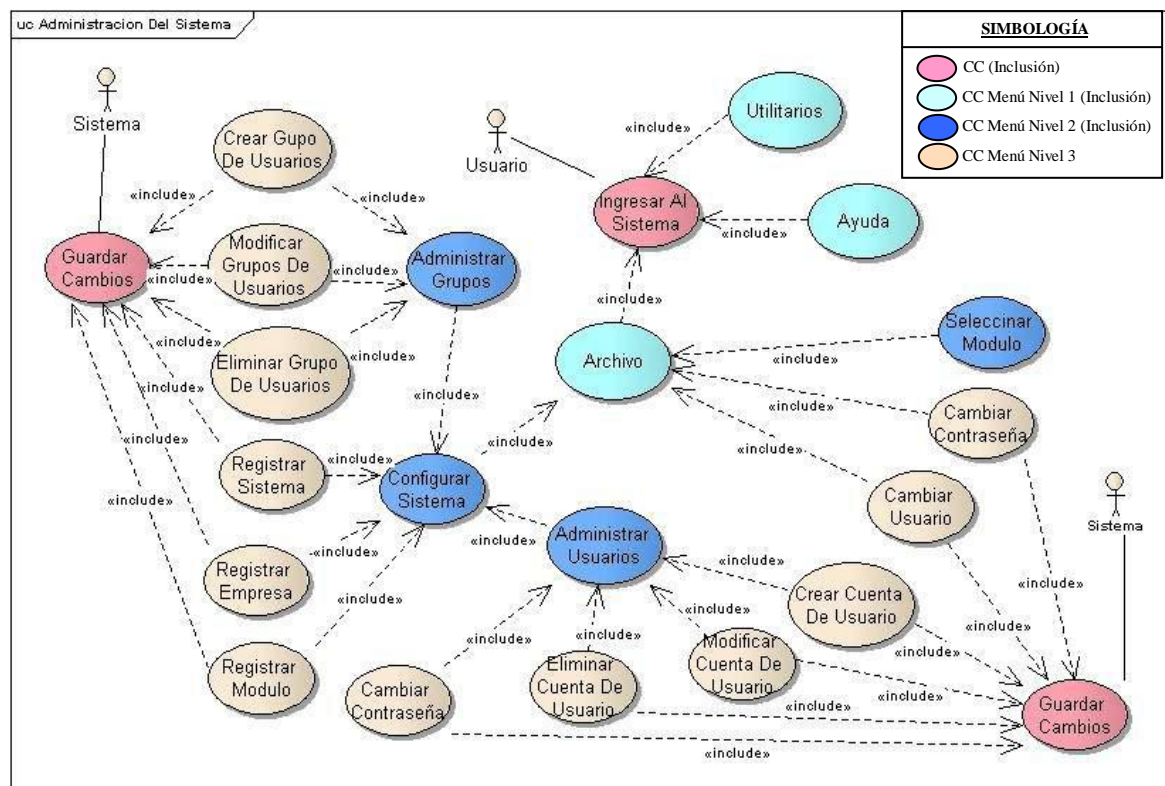 uc Administracion Del Sistema
SIMBOLOGÍA
CC (Inclusión)
CC Menú Nivel 1 (Inclusión)
CC Menú Nivel 2 (Inclusión)
CC Menú Nivel 3
Sistema
Usuario
Crear Gupo
De Usuarios
Utilitarios
«include»
«include»
«include»
Ingresar Al
Sistema
«include»
Ayuda
Guardar
Cambios
Modificar
Grupos De
Usuarios
«include»
«include»
Administrar
Grupos
«include»
Seleccinar
Modulo
Eliminar Grupo
De Usuarios
«include»
«include»
Archivo
«include»
«include»
«include»
«include»
Cambiar
Contraseña
«include»
«include»
«include»
«include»
Registrar
Sistema
«include»
Configurar
Sistema
Cambiar
Usuario
Sistema
«include»
«include»
«include»
Administrar
Usuarios
Registrar
Empresa
«include»
«include»
«include»
«include»
Crear Cuenta
De Usuario
«include»
Registrar
Modulo
«include»
«include»
«include»
Modificar
Cuenta De
Usuario
«include»
Cambiar
Contraseña
Eliminar
Cuenta De
Usuario
«include»
«include»
Guardar
Cambios
«include»